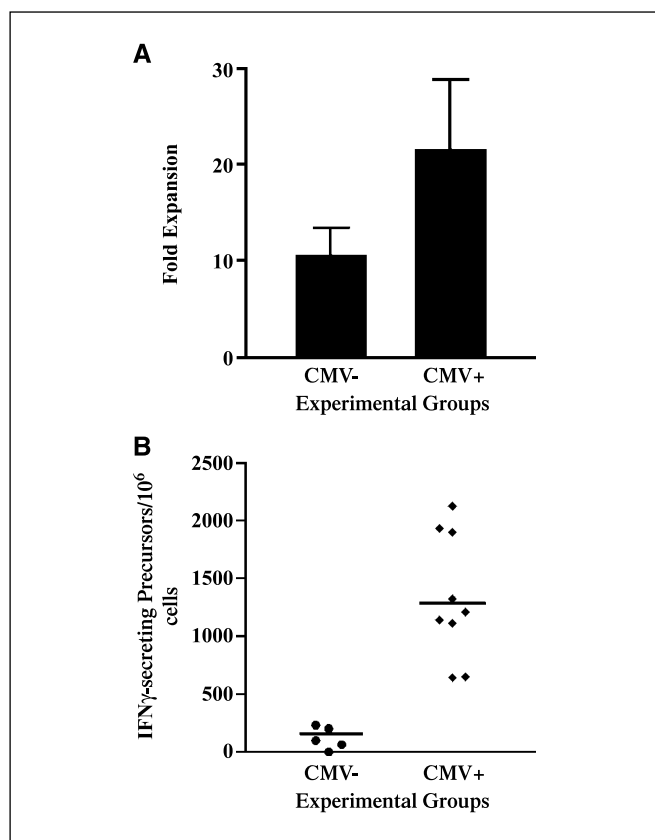 A
30
20
10
0
Fold Expansion
CMV- CMV+
Experimental Groups
B
2500
2000
1500
1000
500
0
IFNγ-secreting Precursors/10⁶
cells
CMV- CMV+
Experimental Groups